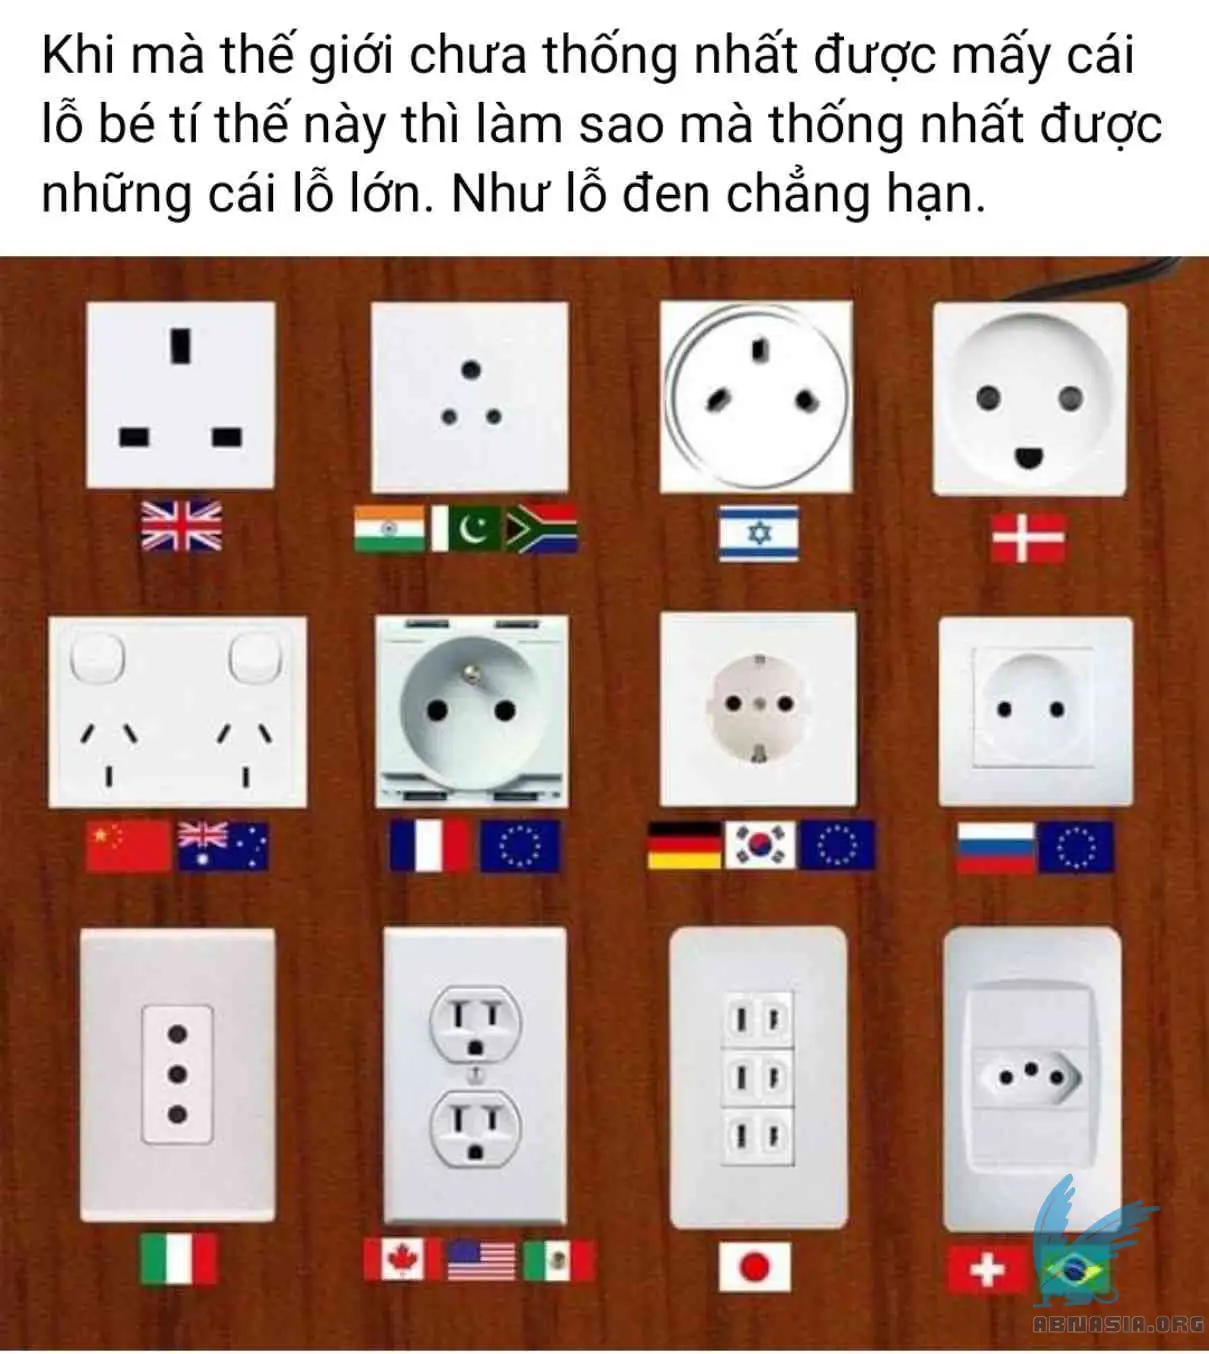 Khi mà thế giới chưa thống nhất được mấy cái
lỗ bé tí thế này thì làm sao mà thống nhất được
những cái lỗ lớn. Như lỗ đen chẳng hạn.
ABNASIA.ORG